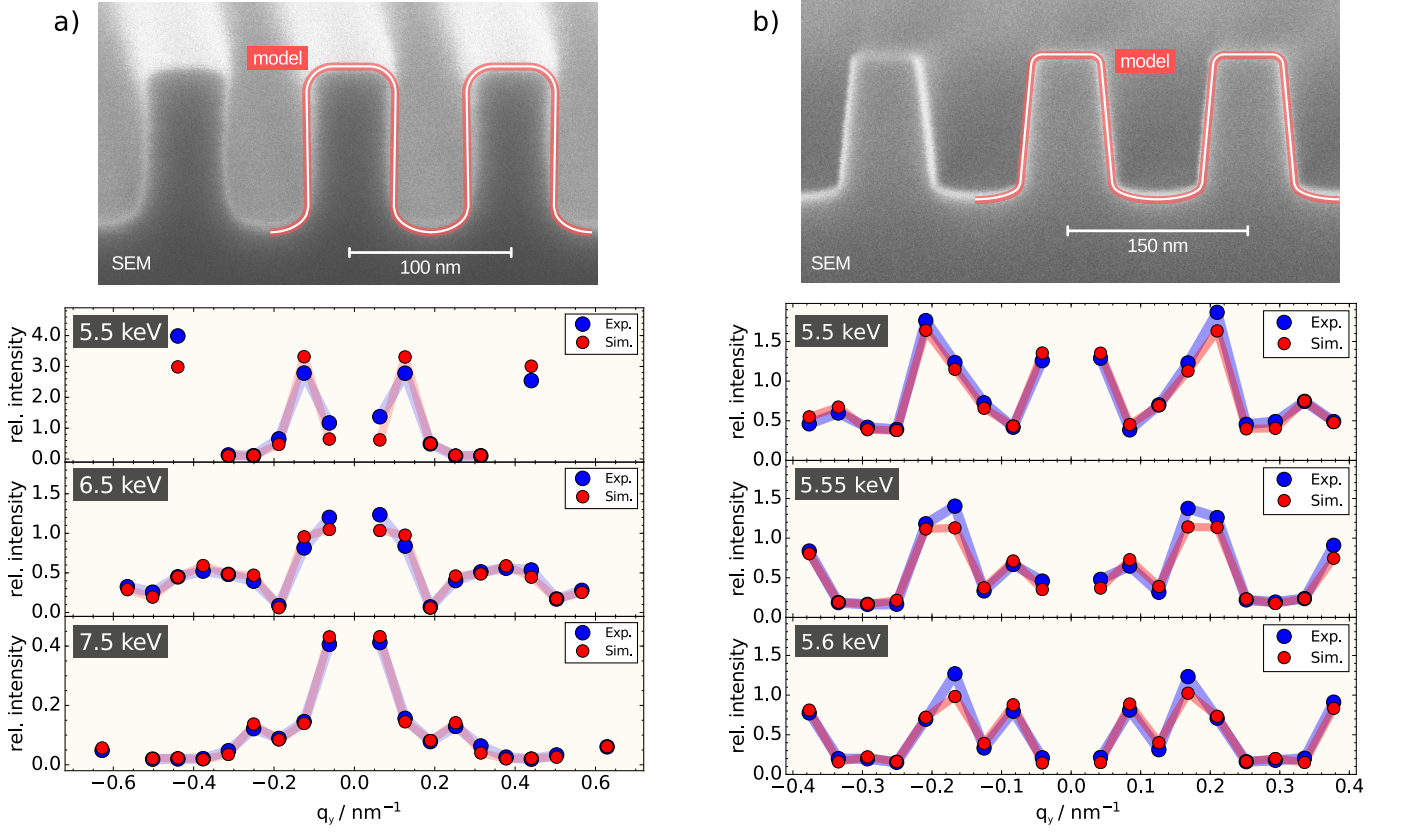 a)
model
SEM
100 nm
rel. intensity
4.0
3.0
2.0
1.0
0.0
5.5 keV
Exp.
Sim.
rel. intensity
1.5
1.0
0.5
0.0
6.5 keV
Exp.
Sim.
rel. intensity
0.4
0.2
0.0
7.5 keV
Exp.
Sim.
−0.6 −0.4 −0.2 0.0 0.2 0.4 0.6
q_y / nm⁻¹
b)
model
SEM
150 nm
rel. intensity
1.5
1.0
0.5
0.0
5.5 keV
Exp.
Sim.
rel. intensity
1.5
1.0
0.5
0.0
5.55 keV
Exp.
Sim.
rel. intensity
1.5
1.0
0.5
0.0
5.6 keV
Exp.
Sim.
−0.4 −0.3 −0.2 −0.1 0.0 0.1 0.2 0.3 0.4
q_y / nm⁻¹